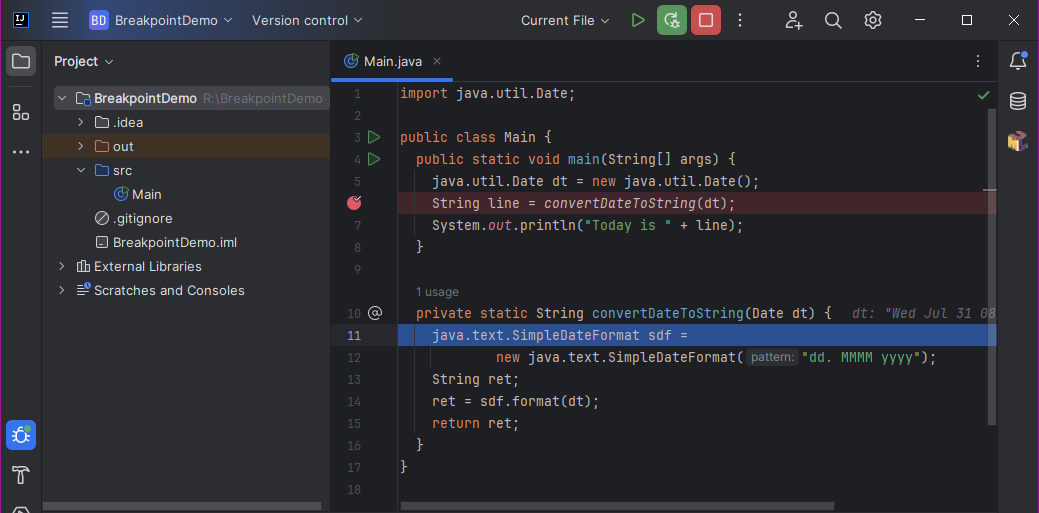 IJ BD BreakpointDemo Version control Current File
Project
Main.java
BreakpointDemo R:\BreakpointDemo
.idea
out
src
Main
.gitignore
BreakpointDemo.iml
External Libraries
Scratches and Consoles
1 import java.util.Date;
2
3 public class Main {
4 public static void main(String[] args) {
5 java.util.Date dt = new java.util.Date();
String line = convertDateToString(dt);
7 System.out.println("Today is " + line);
8 }
9
1 usage
10 @ private static String convertDateToString(Date dt) { dt: "Wed Jul 31 08
11 java.text.SimpleDateFormat sdf =
12 new java.text.SimpleDateFormat( pattern: "dd. MMMM yyyy");
13 String ret;
14 ret = sdf.format(dt);
15 return ret;
16 }
17 }
18